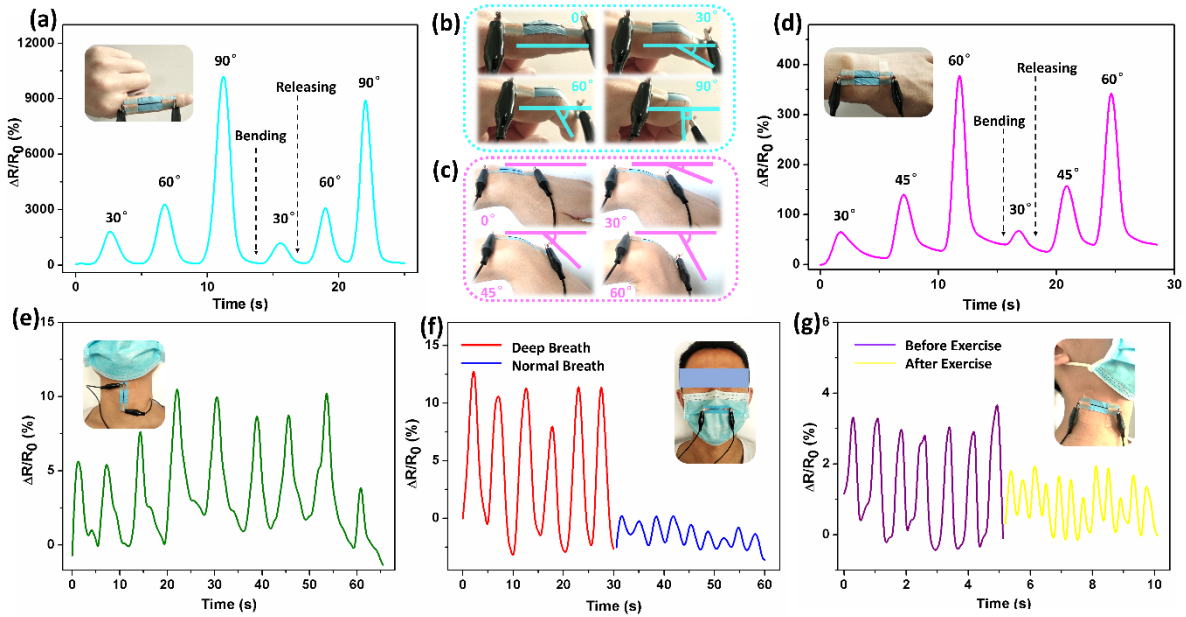 (a)
ΔR/R₀ (%)
12000
9000
6000
3000
0
30°
60°
90°
Bending
Releasing
30°
60°
90°
0
10
20
Time (s)
(b)
0°
30°
60°
90°
(c)
0°
30°
45°
60°
(d)
ΔR/R₀ (%)
400
300
200
100
0
30°
45°
60°
Bending
Releasing
30°
45°
60°
0
10
20
30
Time (s)
(e)
ΔR/R₀ (%)
15
10
5
0
0
10
20
30
40
50
60
Time (s)
(f)
ΔR/R₀ (%)
15
10
5
0
Deep Breath
Normal Breath
0
10
20
30
40
50
60
Time (s)
(g)
ΔR/R₀ (%)
6
4
2
0
Before Exercise
After Exercise
0
2
4
6
8
10
Time (s)